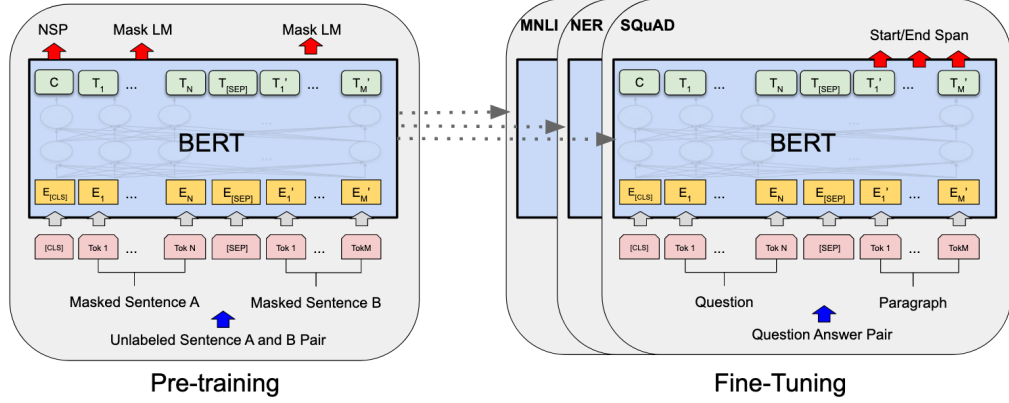 NSP Mask LM Mask LM
C T1 ... TN T[SEP] T1' ... TM'
... ...
BERT
E[CLS] E1 ... EN E[SEP] E1' ... EM'
[CLS] Tok 1 ... Tok N [SEP] Tok 1 ... TokM
Masked Sentence A Masked Sentence B
Unlabeled Sentence A and B Pair
Pre-training
MNLI NER SQuAD
Start/End Span
C T1 ... TN T[SEP] T1' ... TM'
... ...
BERT
E[CLS] E1 ... EN E[SEP] E1' ... EM'
[CLS] Tok 1 ... Tok N [SEP] Tok 1 ... TokM
Question Paragraph
Question Answer Pair
Fine-Tuning